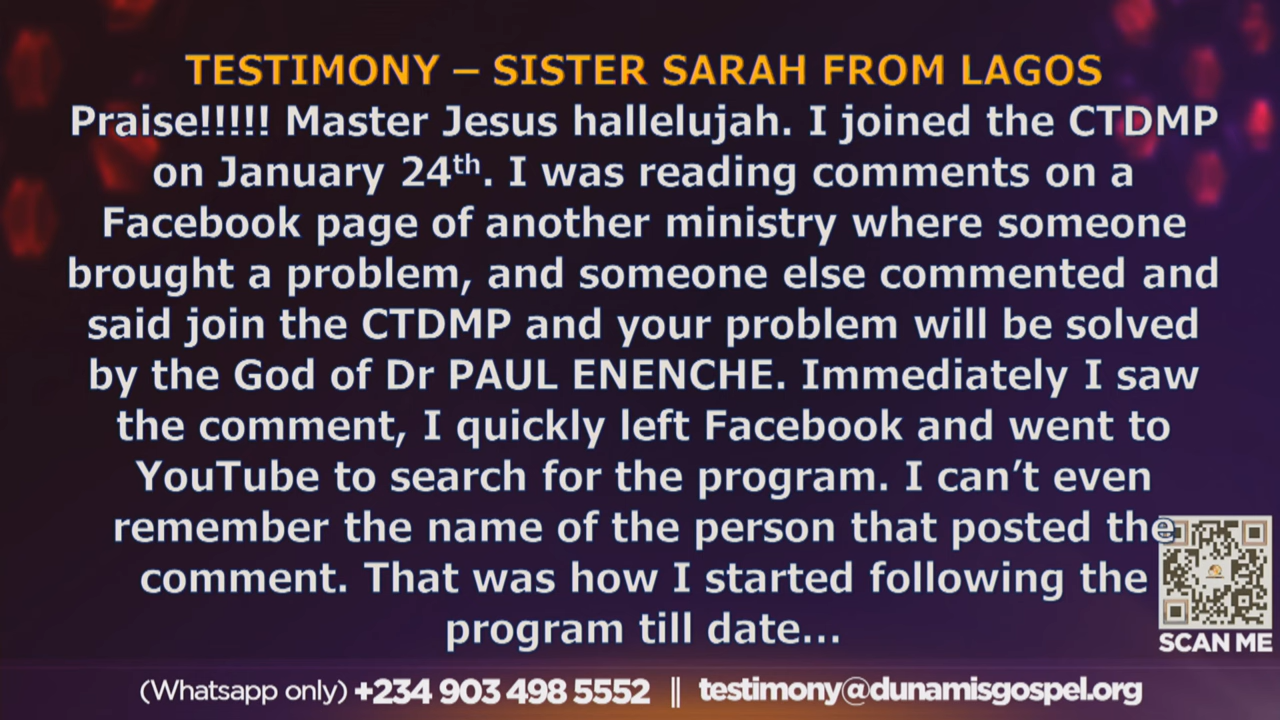 TESTIMONY – SISTER SARAH FROM LAGOS
Praise!!!!! Master Jesus hallelujah. I joined the CTDMP
on January 24th. I was reading comments on a
Facebook page of another ministry where someone
brought a problem, and someone else commented and
said join the CTDMP and your problem will be solved
by the God of Dr PAUL ENENCHE. Immediately I saw
the comment, I quickly left Facebook and went to
YouTube to search for the program. I can’t even
remember the name of the person that posted the
comment. That was how I started following the
program till date...
SCAN ME
(Whatsapp only) +234 903 498 5552 || testimony@dunamisgospel.org